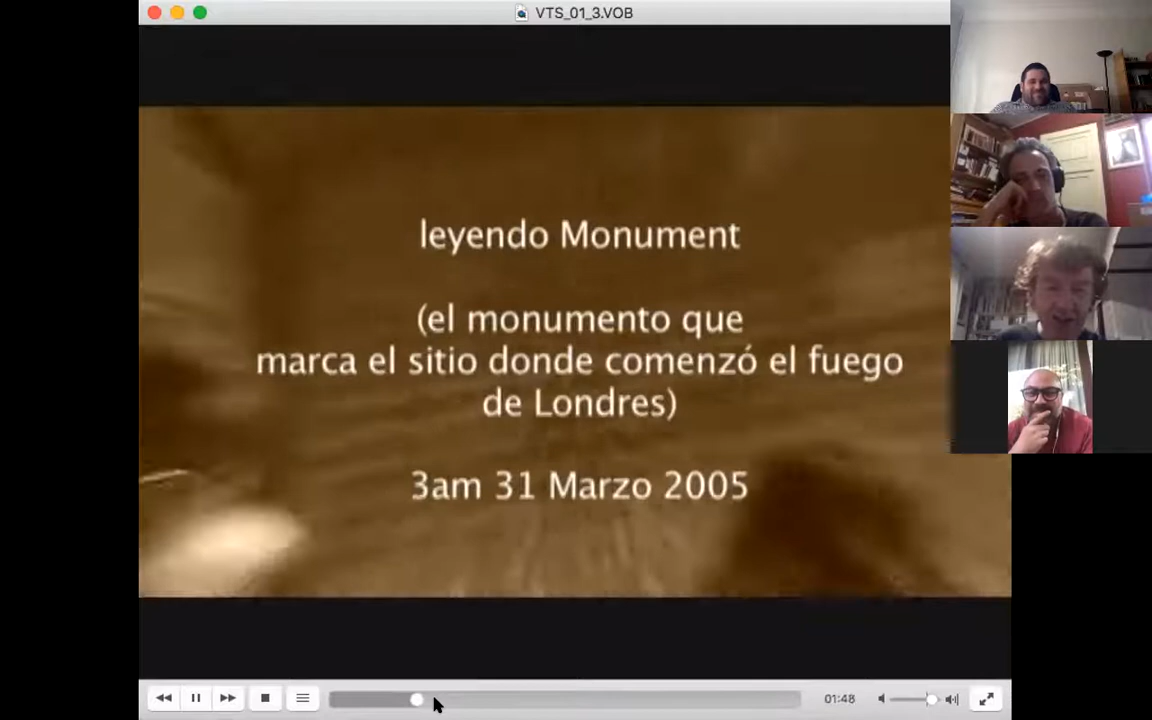 VTS_01_3.VOB
leyendo Monument
(el monumento que
marca el sitio donde comenzó el fuego
de Londres)
3am 31 Marzo 2005
01:48